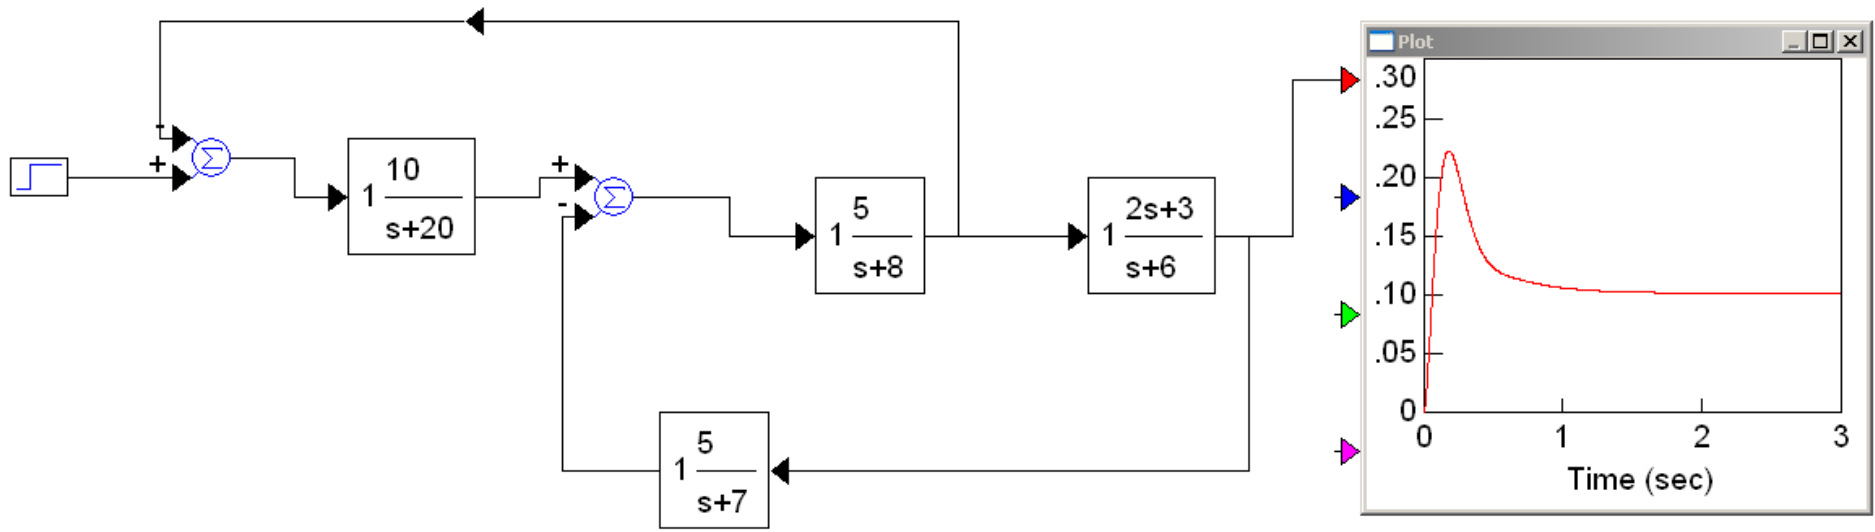 Plot
-
+
Σ
1 10
s+20
+
-
Σ
1 5
s+8
1 2s+3
s+6
1 5
s+7
.30
.25
.20
.15
.10
.05
0
0 1 2 3
Time (sec)